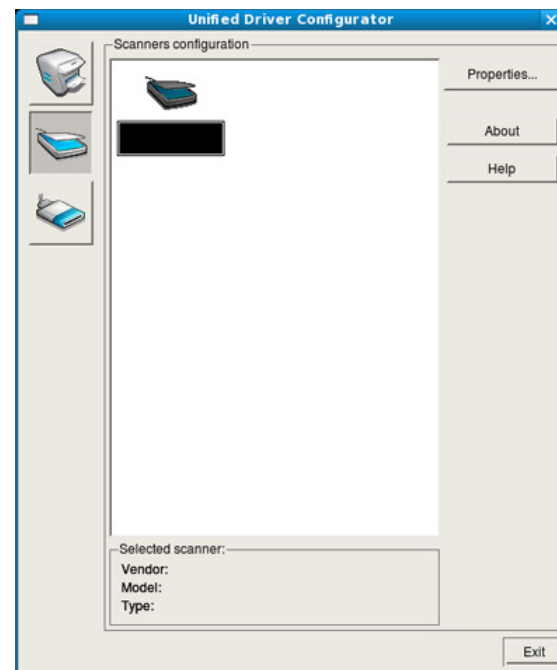 Unified Driver Configurator
Scanners configuration
Properties...
About
Help
Selected scanner:
Vendor:
Model:
Type:
Exit